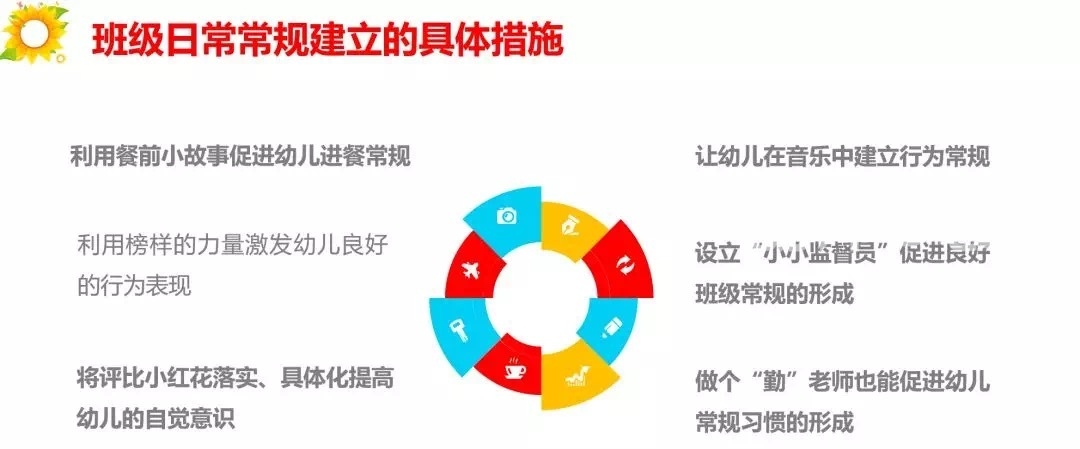 班级日常常规建立的具体措施
利用餐前小故事促进幼儿进餐常规
利用榜样的力量激发幼儿良好
的行为表现
将评比小红花落实、具体化提高
幼儿的自觉意识
让幼儿在音乐中建立行为常规
设立“小小监督员”促进良好
班级常规的形成
做个“勤”老师也能促进幼儿
常规习惯的形成